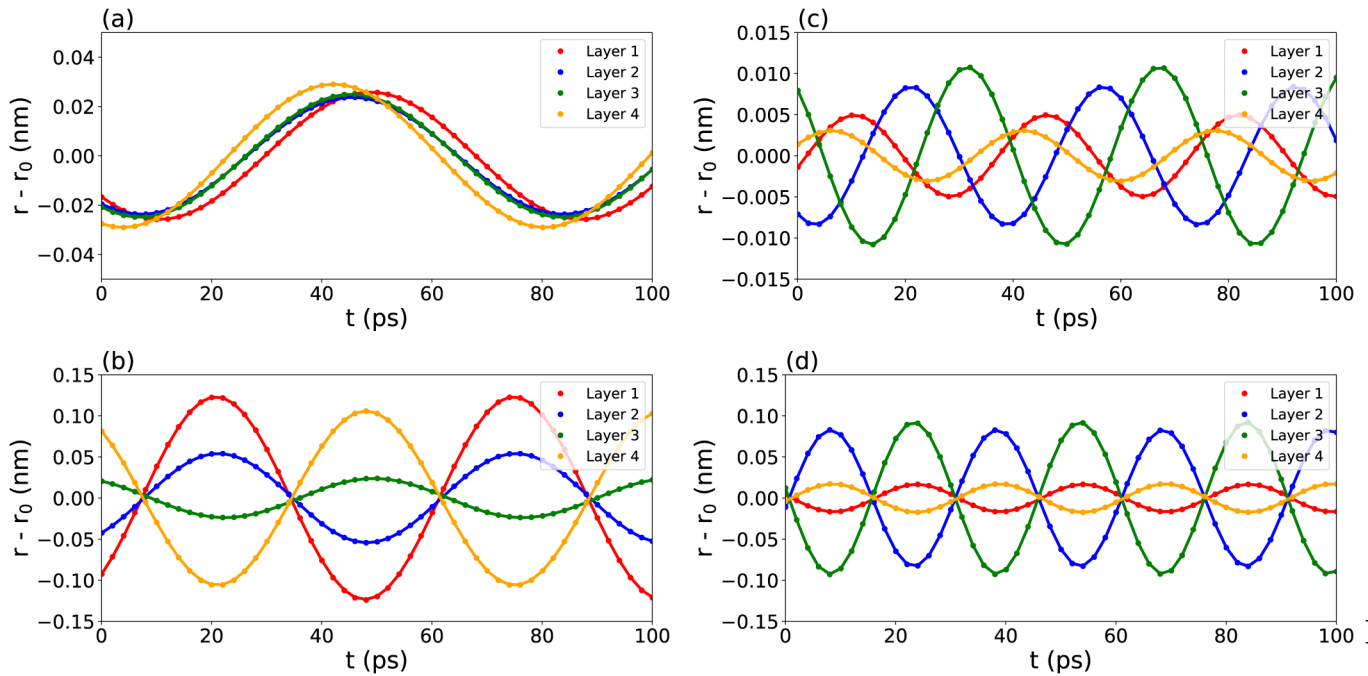 (a)
r - r₀ (nm)
0.04
0.02
0.00
−0.02
−0.04
Layer 1
Layer 2
Layer 3
Layer 4
0 20 40 60 80 100
t (ps)
(c)
r - r₀ (nm)
0.015
0.010
0.005
0.000
−0.005
−0.010
−0.015
Layer 1
Layer 2
Layer 3
Layer 4
0 20 40 60 80 100
t (ps)
(b)
r - r₀ (nm)
0.15
0.10
0.05
0.00
−0.05
−0.10
−0.15
Layer 1
Layer 2
Layer 3
Layer 4
0 20 40 60 80 100
t (ps)
(d)
r - r₀ (nm)
0.15
0.10
0.05
0.00
−0.05
−0.10
−0.15
Layer 1
Layer 2
Layer 3
Layer 4
0 20 40 60 80 100
t (ps)